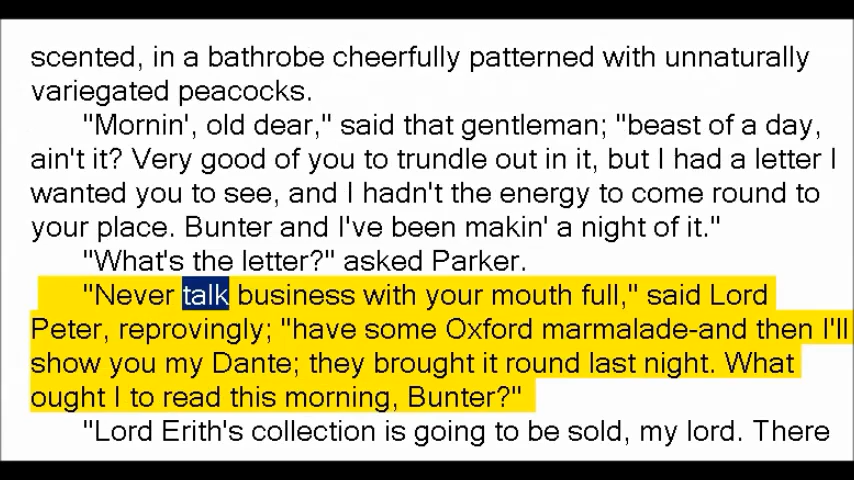 scented, in a bathrobe cheerfully patterned with unnaturally
variegated peacocks.
"Mornin', old dear," said that gentleman; "beast of a day,
ain't it? Very good of you to trundle out in it, but I had a letter I
wanted you to see, and I hadn't the energy to come round to
your place. Bunter and I've been makin' a night of it."
"What's the letter?" asked Parker.
"Never talk business with your mouth full," said Lord
Peter, reprovingly; "have some Oxford marmalade-and then I'll
show you my Dante; they brought it round last night. What
ought I to read this morning, Bunter?"
"Lord Erith's collection is going to be sold, my lord. There